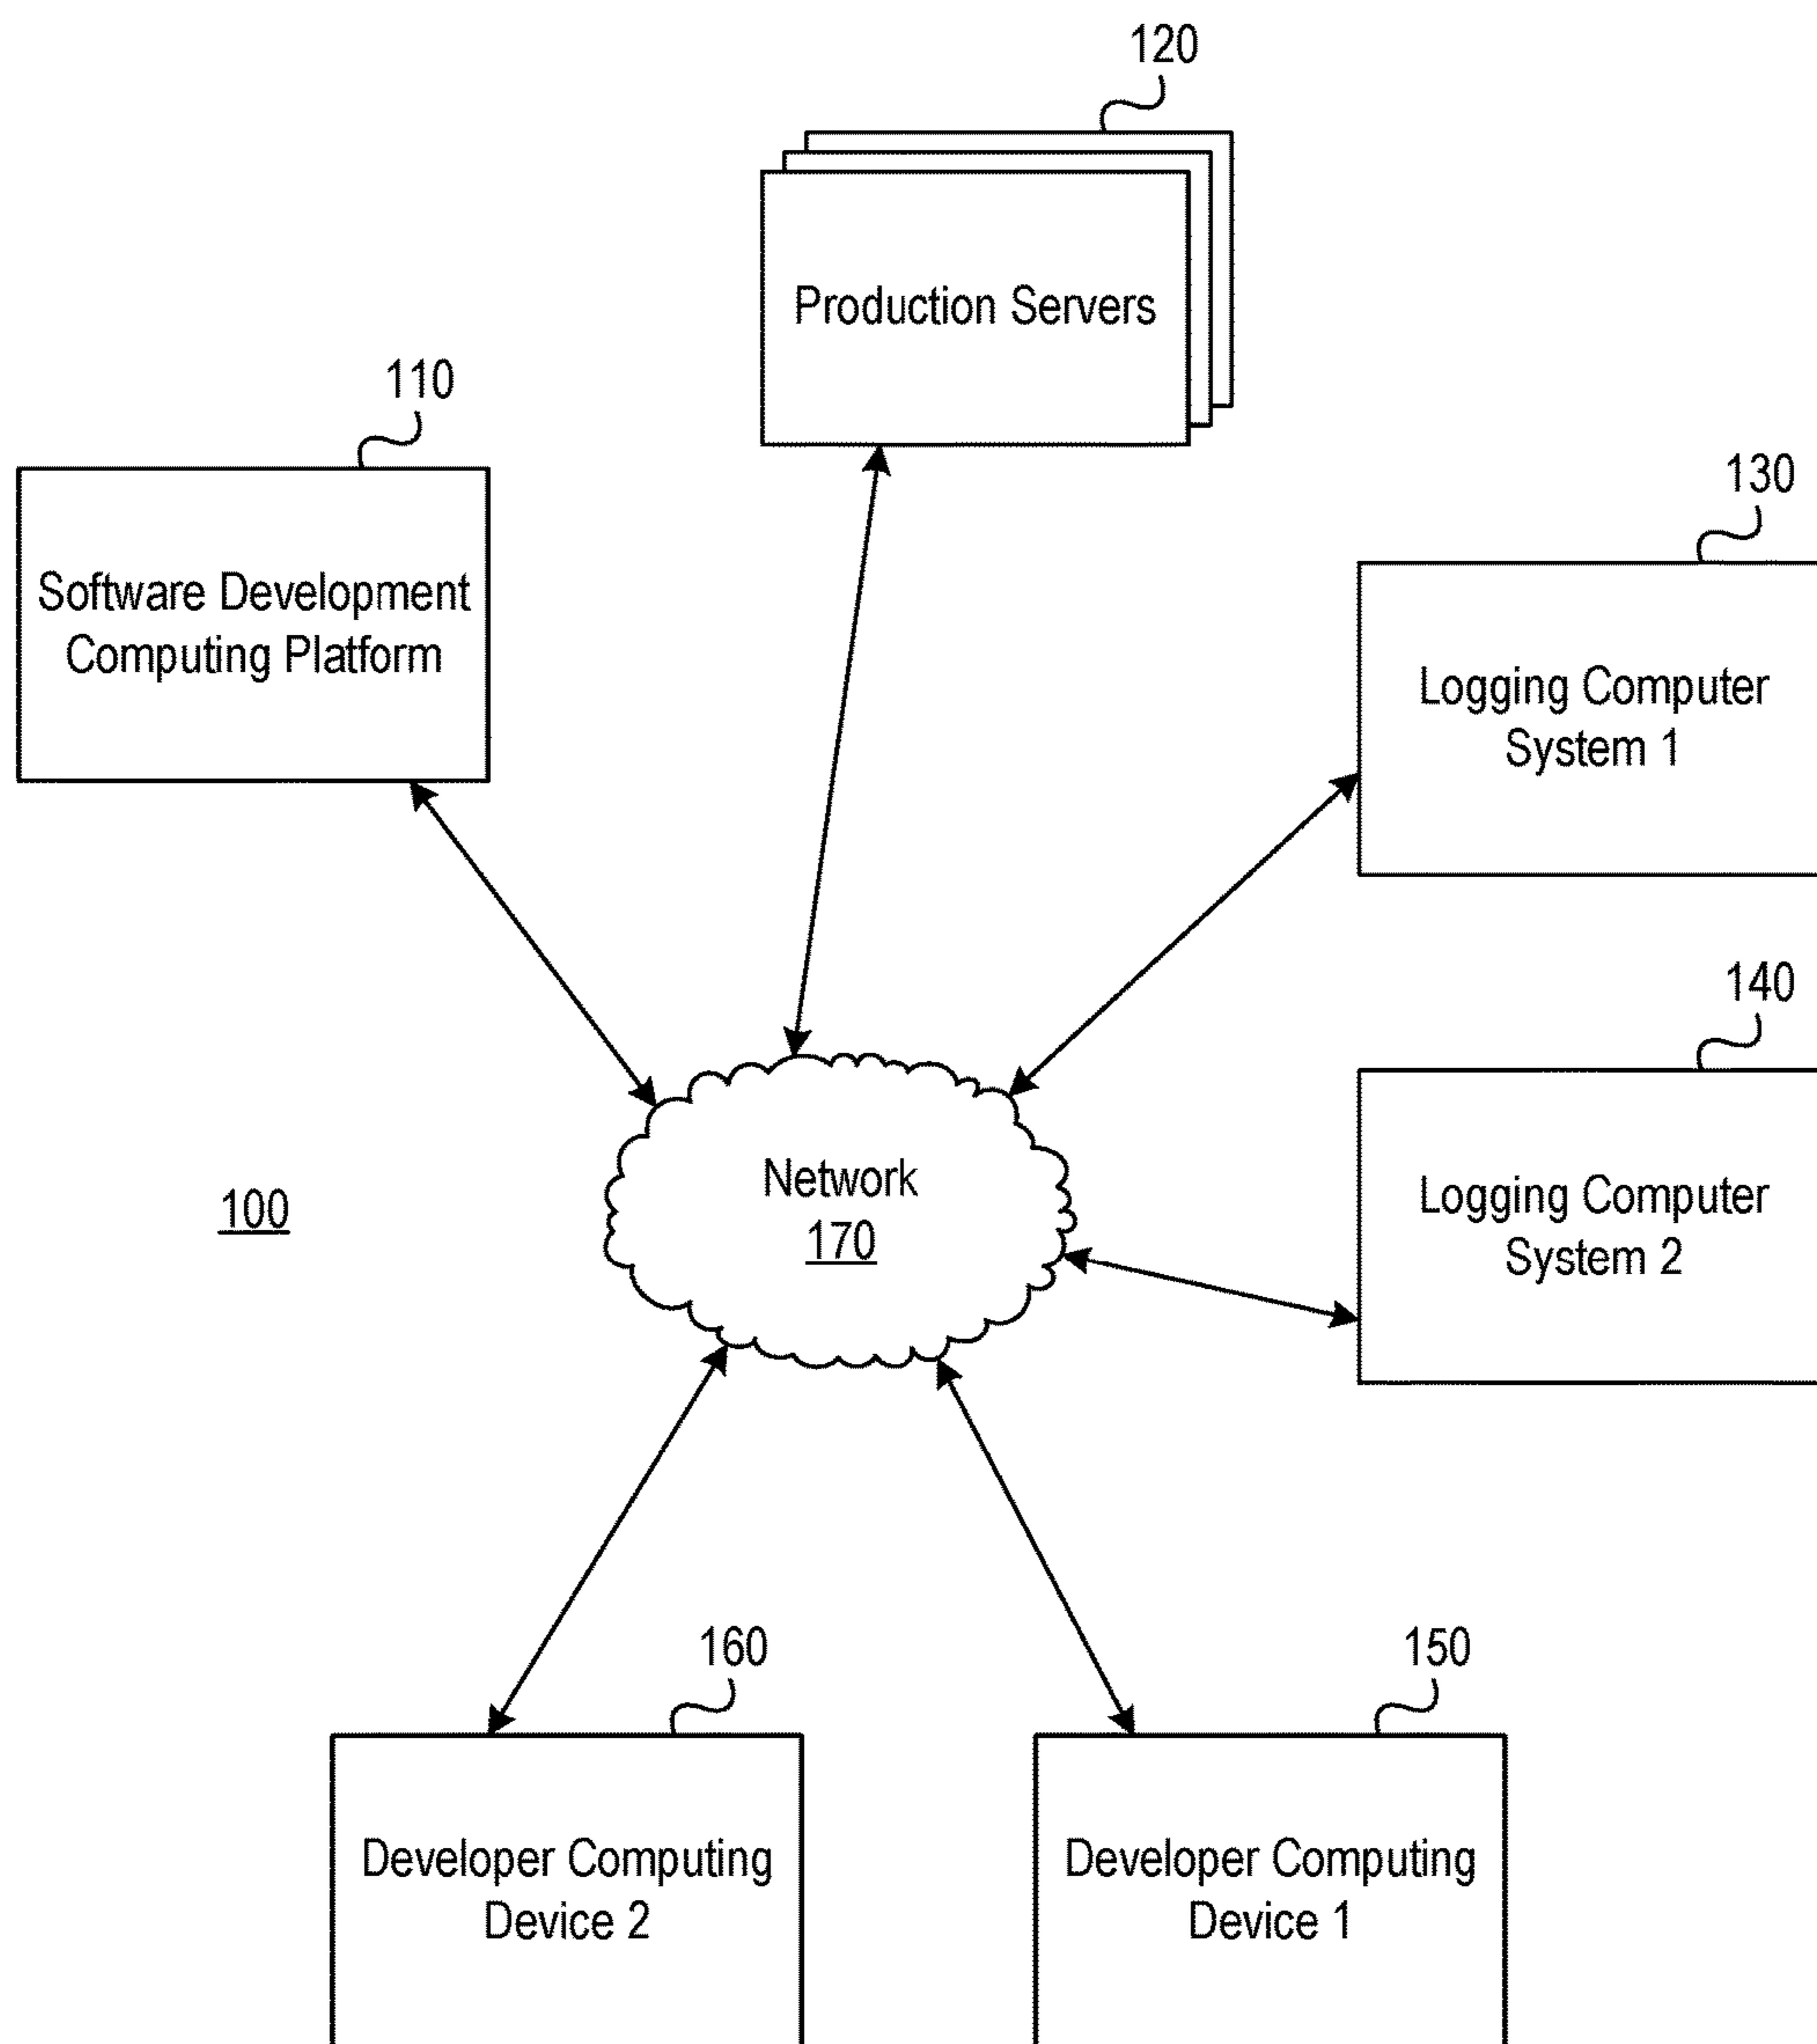 120
Production Servers
110
Software Development
Computing Platform
130
Logging Computer
System 1
140
Logging Computer
System 2
Network
170
100
160
Developer Computing
Device 2
150
Developer Computing
Device 1